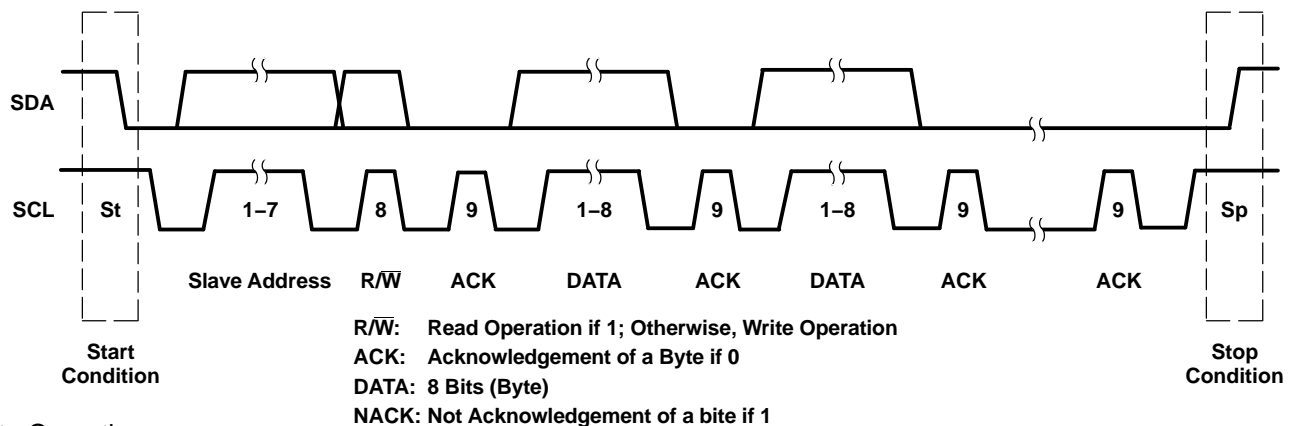 SDA
SCL St 1–7 8 9 1–8 9 1–8 9 9 Sp
Slave Address R/W̅ ACK DATA ACK DATA ACK ACK
Start
Condition
Stop
Condition
R/W̅: Read Operation if 1; Otherwise, Write Operation
ACK: Acknowledgement of a Byte if 0
DATA: 8 Bits (Byte)
NACK: Not Acknowledgement of a bite if 1